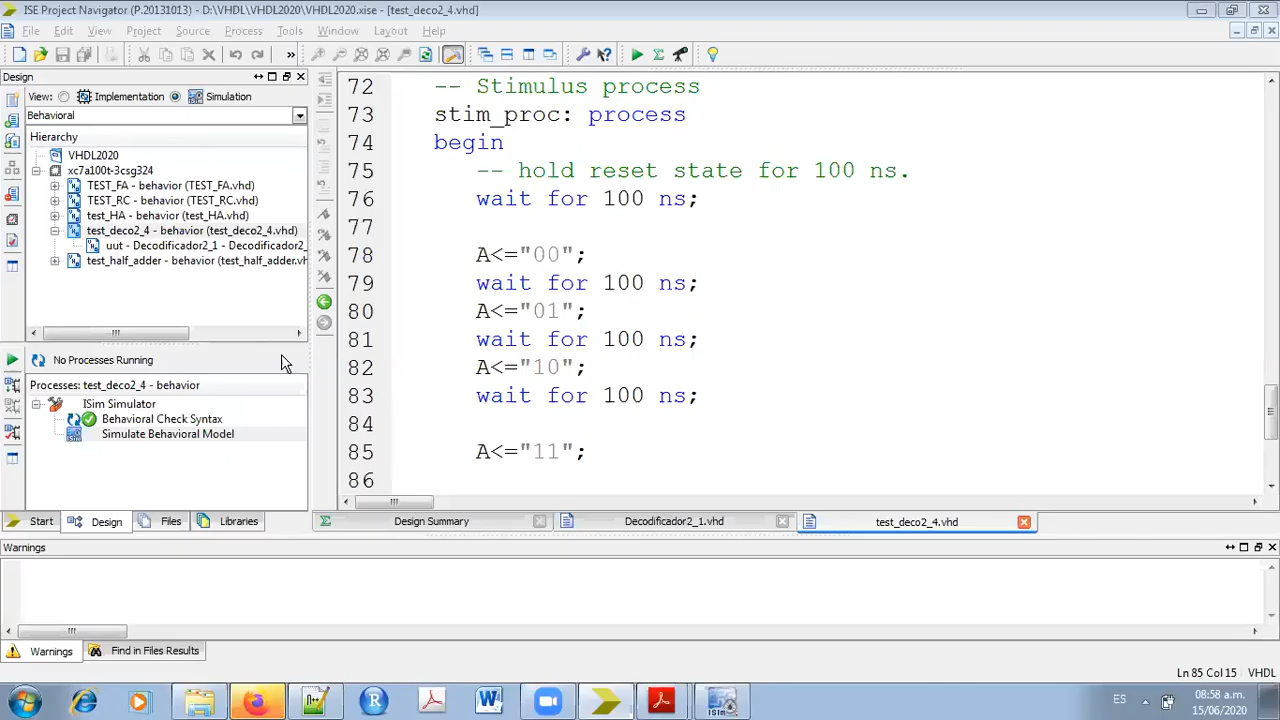 ISE Project Navigator (P.20131013) - D:\VHDL\VHDL2020\VHDL2020.xise - [test_deco2_4.vhd]
File Edit View Project Source Process Tools Window Layout Help
Design
View: Implementation Simulation
Behavioral
Hierarchy
VHDL2020
xc7a100t-3csg324
TEST_FA - behavior (TEST_FA.vhd)
TEST_RC - behavior (TEST_RC.vhd)
test_HA - behavior (test_HA.vhd)
test_deco2_4 - behavior (test_deco2_4.vhd)
uut - Decodificador2_1 - Decodificador2_
test_half_adder - behavior (test_half_adder.vh
No Processes Running
Processes: test_deco2_4 - behavior
ISim Simulator
Behavioral Check Syntax
Simulate Behavioral Model
Start Design Files Libraries
72 -- Stimulus process
73 stim_proc: process
74 begin
75 -- hold reset state for 100 ns.
76 wait for 100 ns;
77
78 A<="00";
79 wait for 100 ns;
80 A<="01";
81 wait for 100 ns;
82 A<="10";
83 wait for 100 ns;
84
85 A<="11";
86
Design Summary Decodificador2_1.vhd test_deco2_4.vhd
Warnings
Warnings Find in Files Results
Ln 85 Col 15 VHDL
ES 08:58 a.m.
15/06/2020